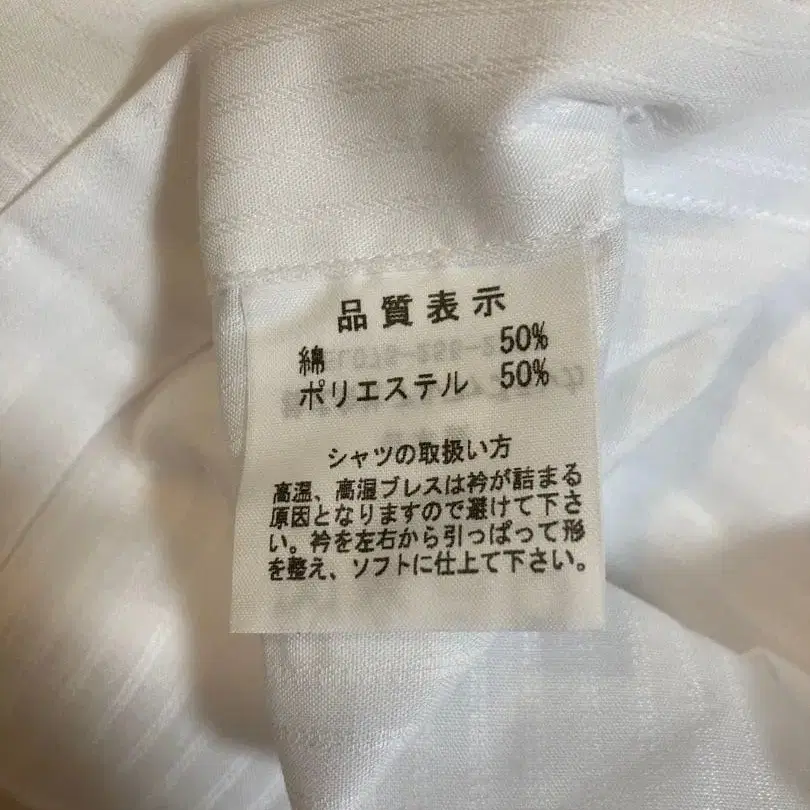 品質表示
綿 50%
ポリエステル 50%
シャツの取扱い方
高温、高湿プレスは衿が詰まる
原因となりますので避けて下さ
い。衿を左右から引っぱって形
を整え、ソフトに仕上て下さい。